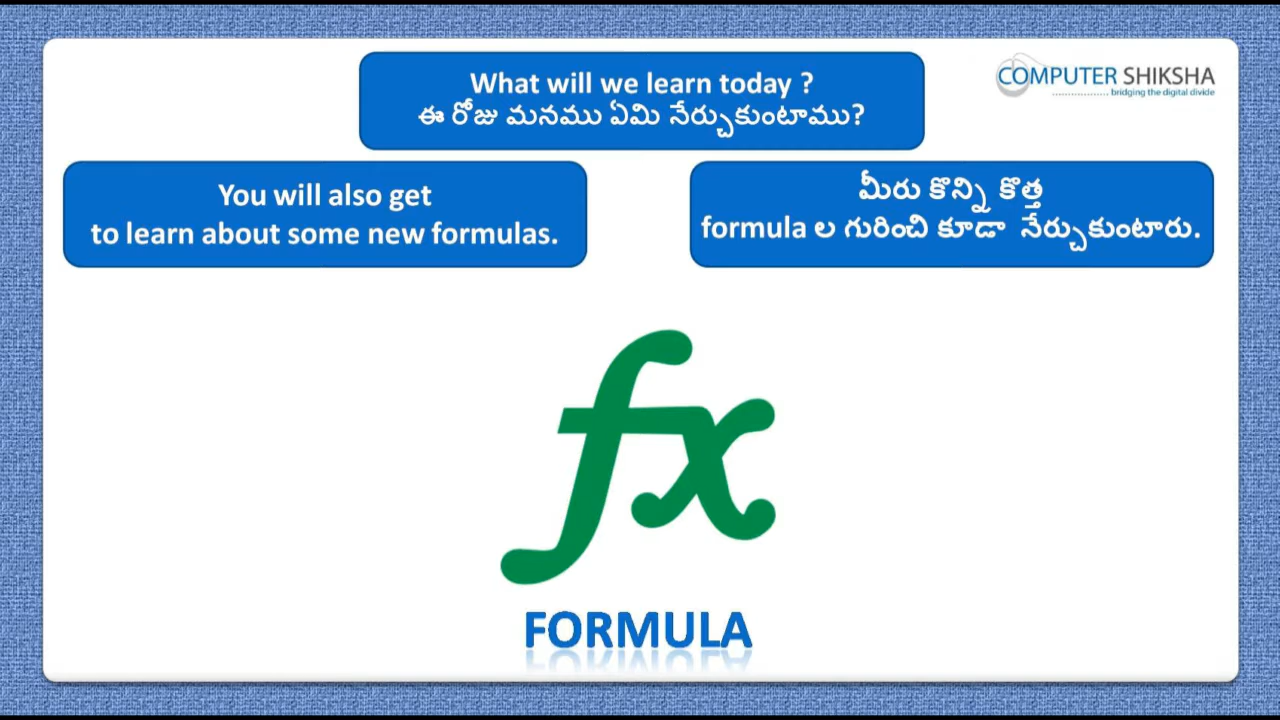 What will we learn today ?
ఈ రోజు మనము ఏమి నేర్చుకుంటాము?
COMPUTER SHIKSHA
bridging the digital divide
You will also get
to learn about some new formulas.
మీరు కొన్ని కొత్త
formula ల గురించి కూడా నేర్చుకుంటారు.
fx
FORMULA